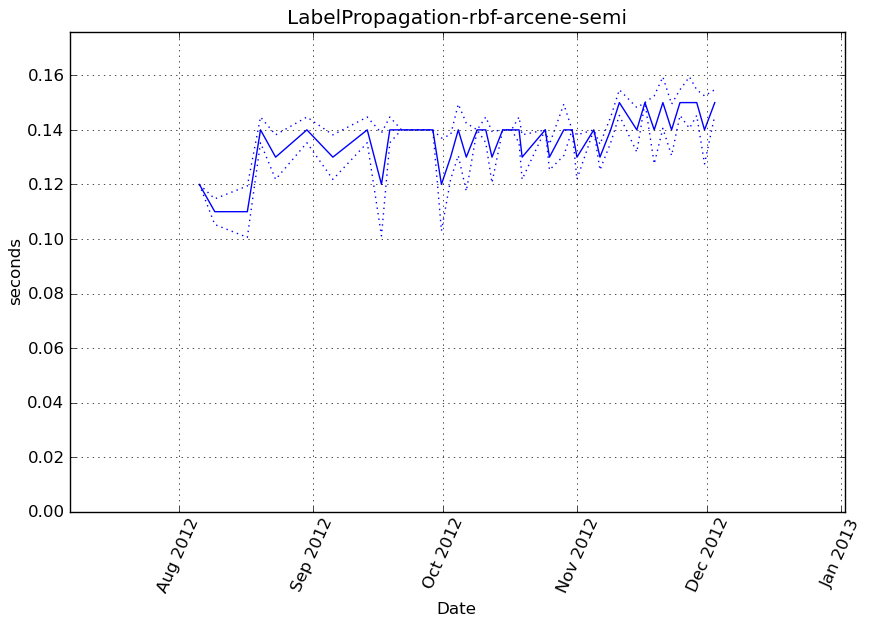 LabelPropagation-rbf-arcene-semi
0.16
0.14
0.12
0.10
0.08
0.06
0.04
0.02
0.00
seconds
Aug 2012
Sep 2012
Oct 2012
Nov 2012
Dec 2012
Jan 2013
Date